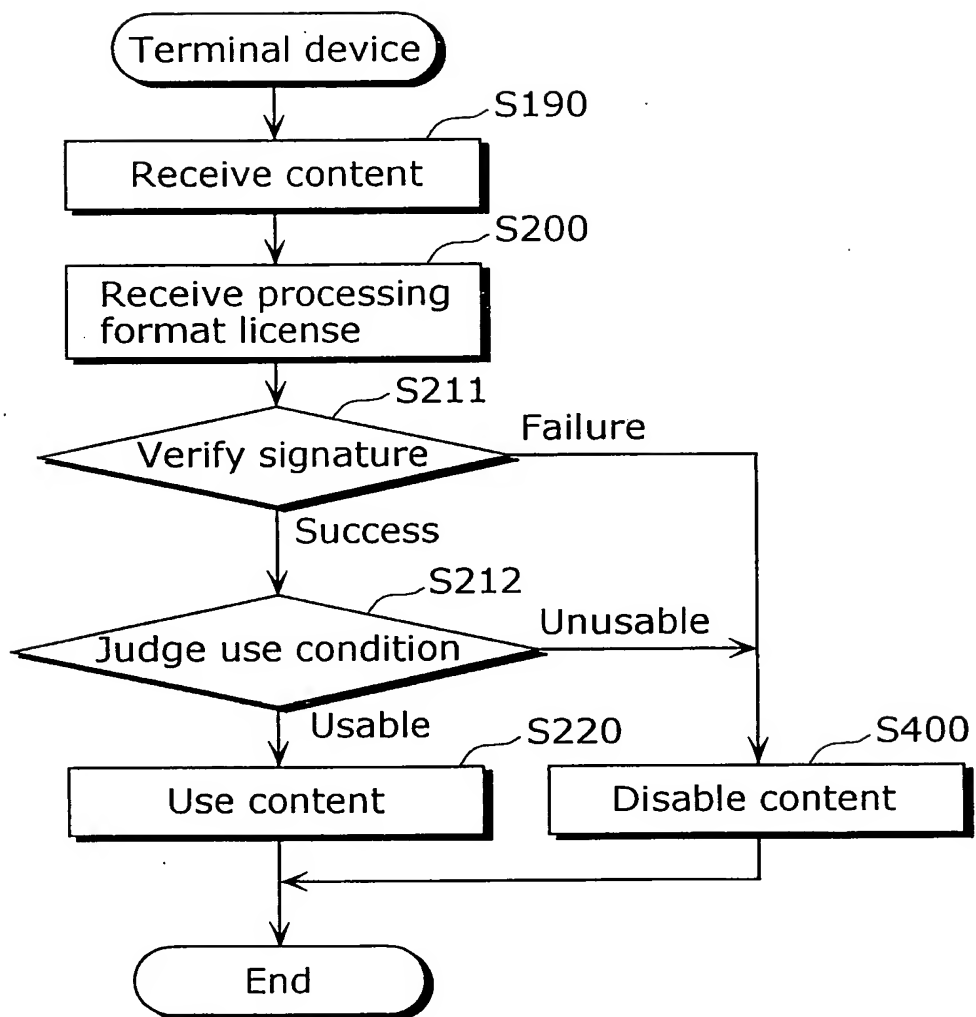 Terminal device
S190
Receive content
S200
Receive processing
format license
S211
Verify signature
Failure
Success
S212
Judge use condition
Unusable
Usable
S220
Use content
S400
Disable content
End